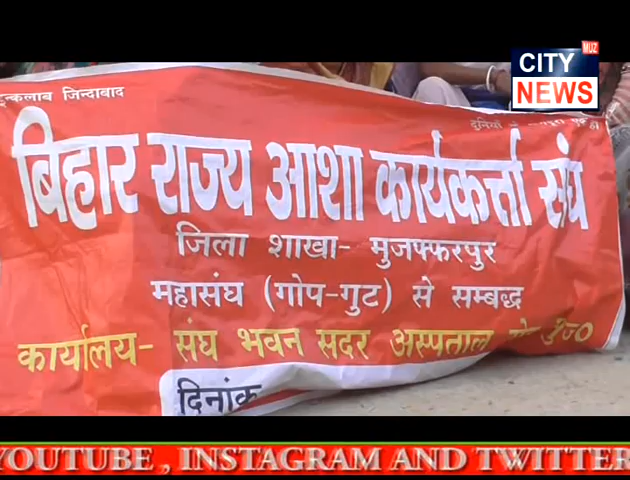 इन्कलाब जिन्दाबाद
CITY MUZ
NEWS
बिहार राज्य आशा कार्यकर्त्ता संघ
जिला शाखा- मुजफ्फरपुर
महासंघ (गोप-गुट) से सम्बद्ध
कार्यालय- संघ भवन सदर अस्पताल
दिनांक
YOUTUBE , INSTAGRAM AND TWITTER